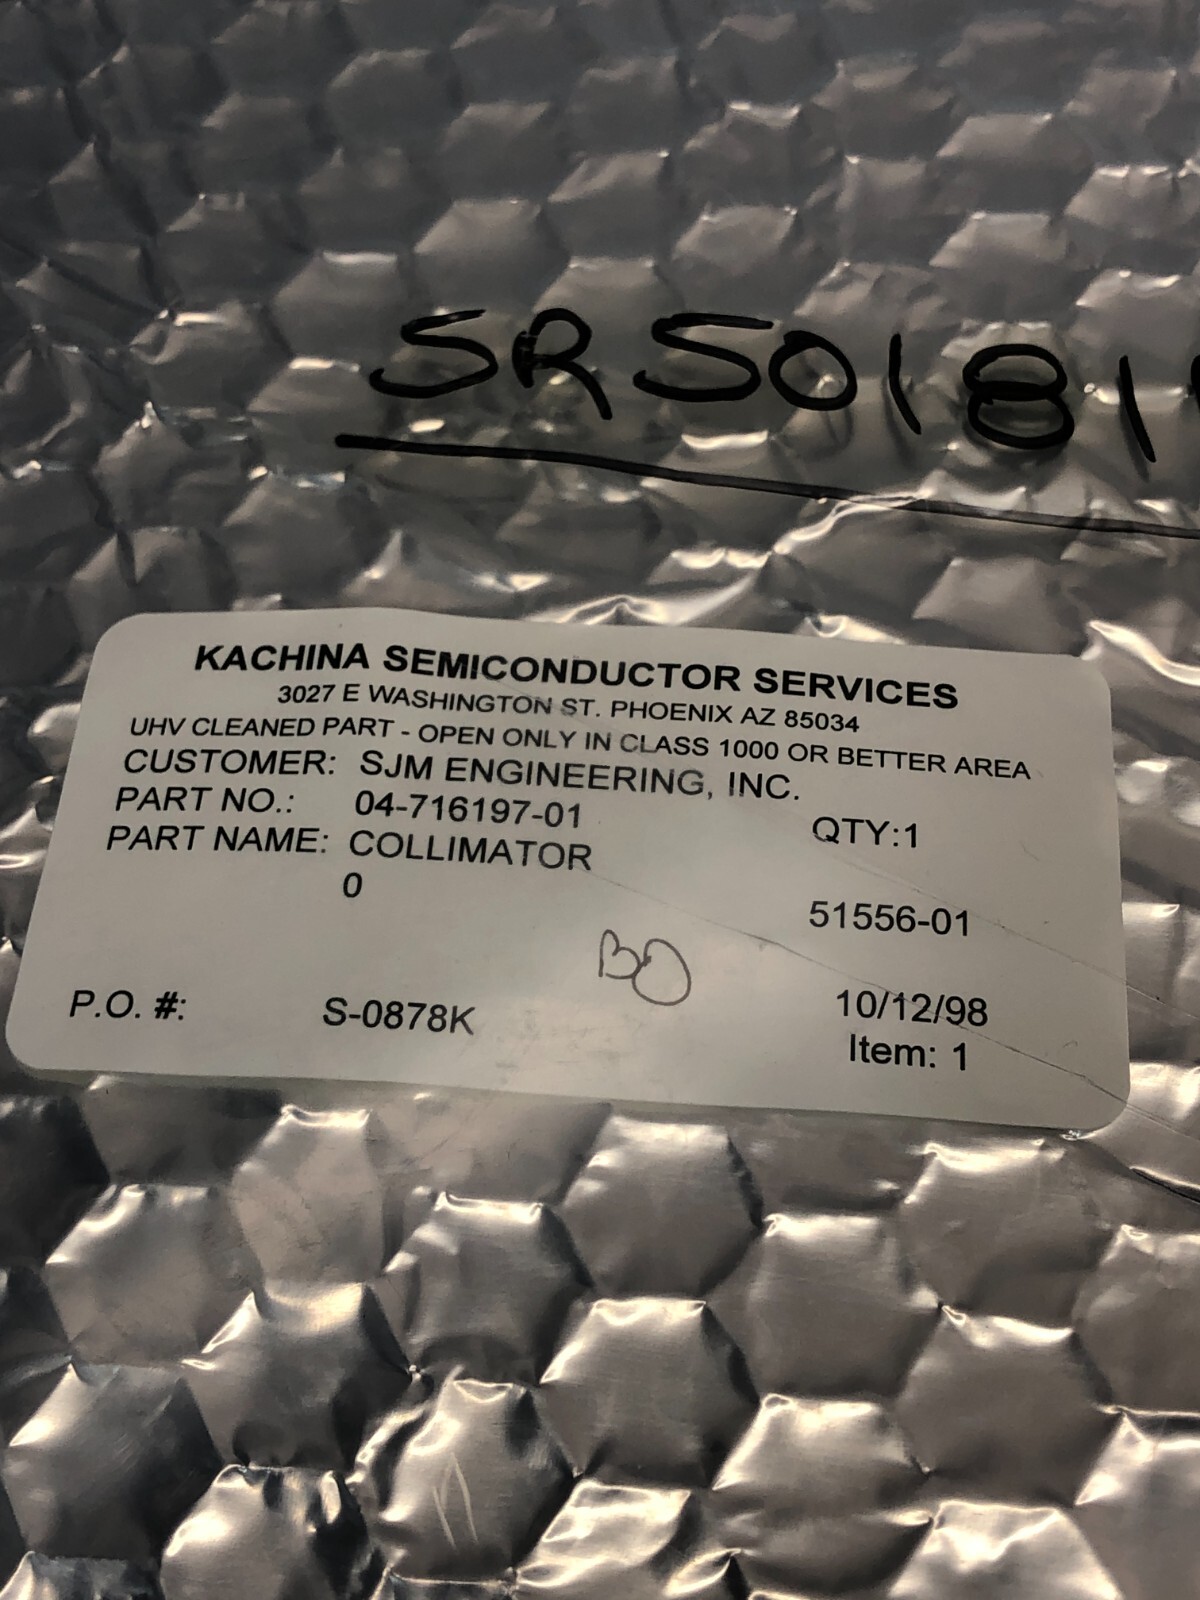 SRS0181
KACHINA SEMICONDUCTOR SERVICES
3027 E WASHINGTON ST. PHOENIX AZ 85034
UHV CLEANED PART - OPEN ONLY IN CLASS 1000 OR BETTER AREA
CUSTOMER: SJM ENGINEERING, INC.
PART NO.: 04-716197-01 QTY:1
PART NAME: COLLIMATOR
0 51556-01
BO
P.O. #: S-0878K 10/12/98
Item: 1